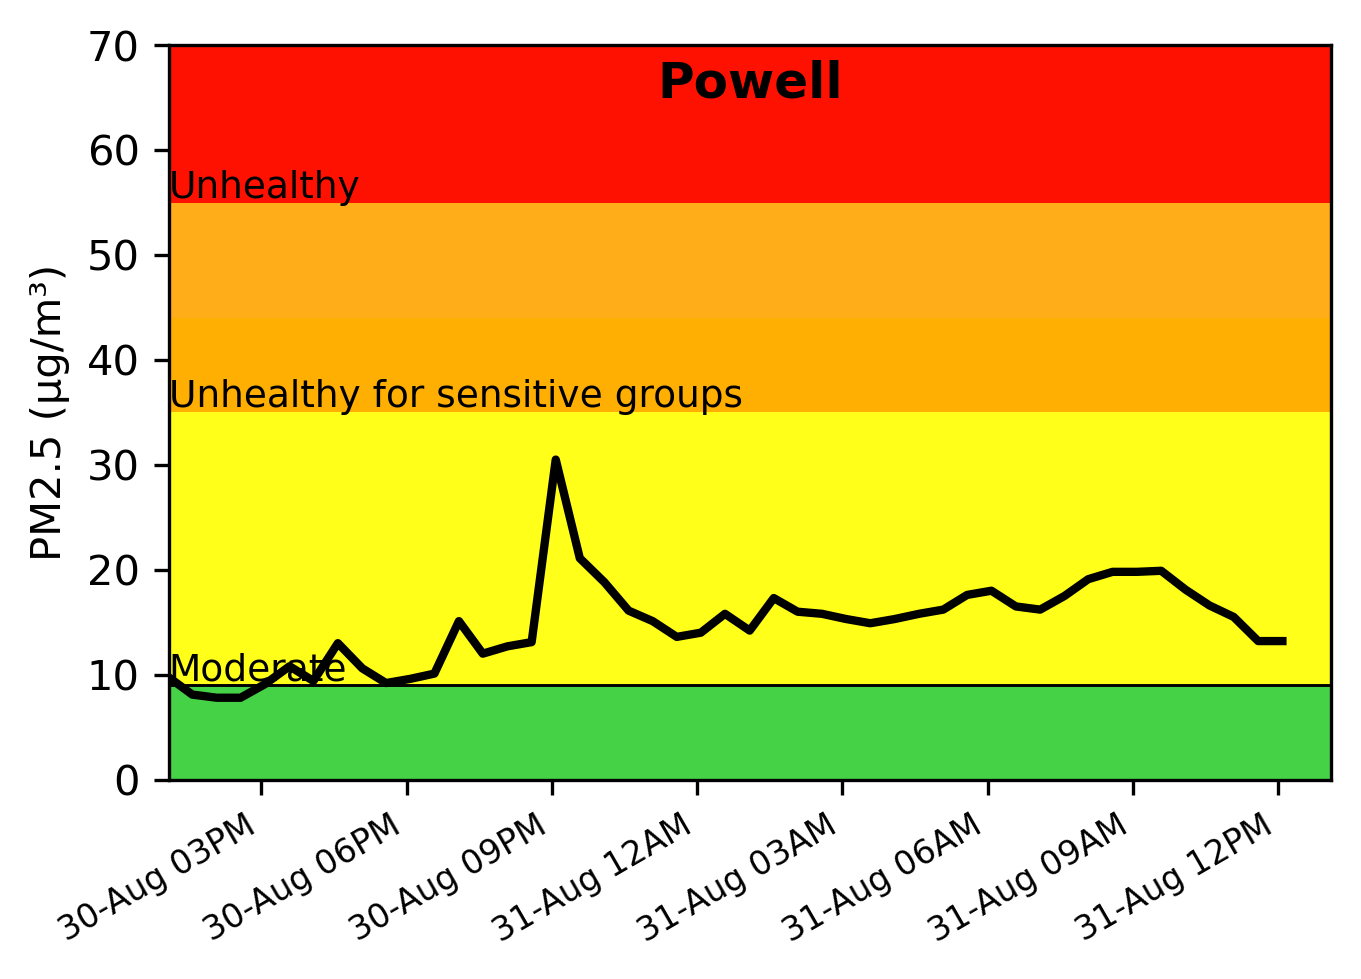 Powell
PM2.5 (µg/m³)
70
60
50
40
30
20
10
0
Unhealthy
Unhealthy for sensitive groups
Moderate
30-Aug 03PM
30-Aug 06PM
30-Aug 09PM
31-Aug 12AM
31-Aug 03AM
31-Aug 06AM
31-Aug 09AM
31-Aug 12PM